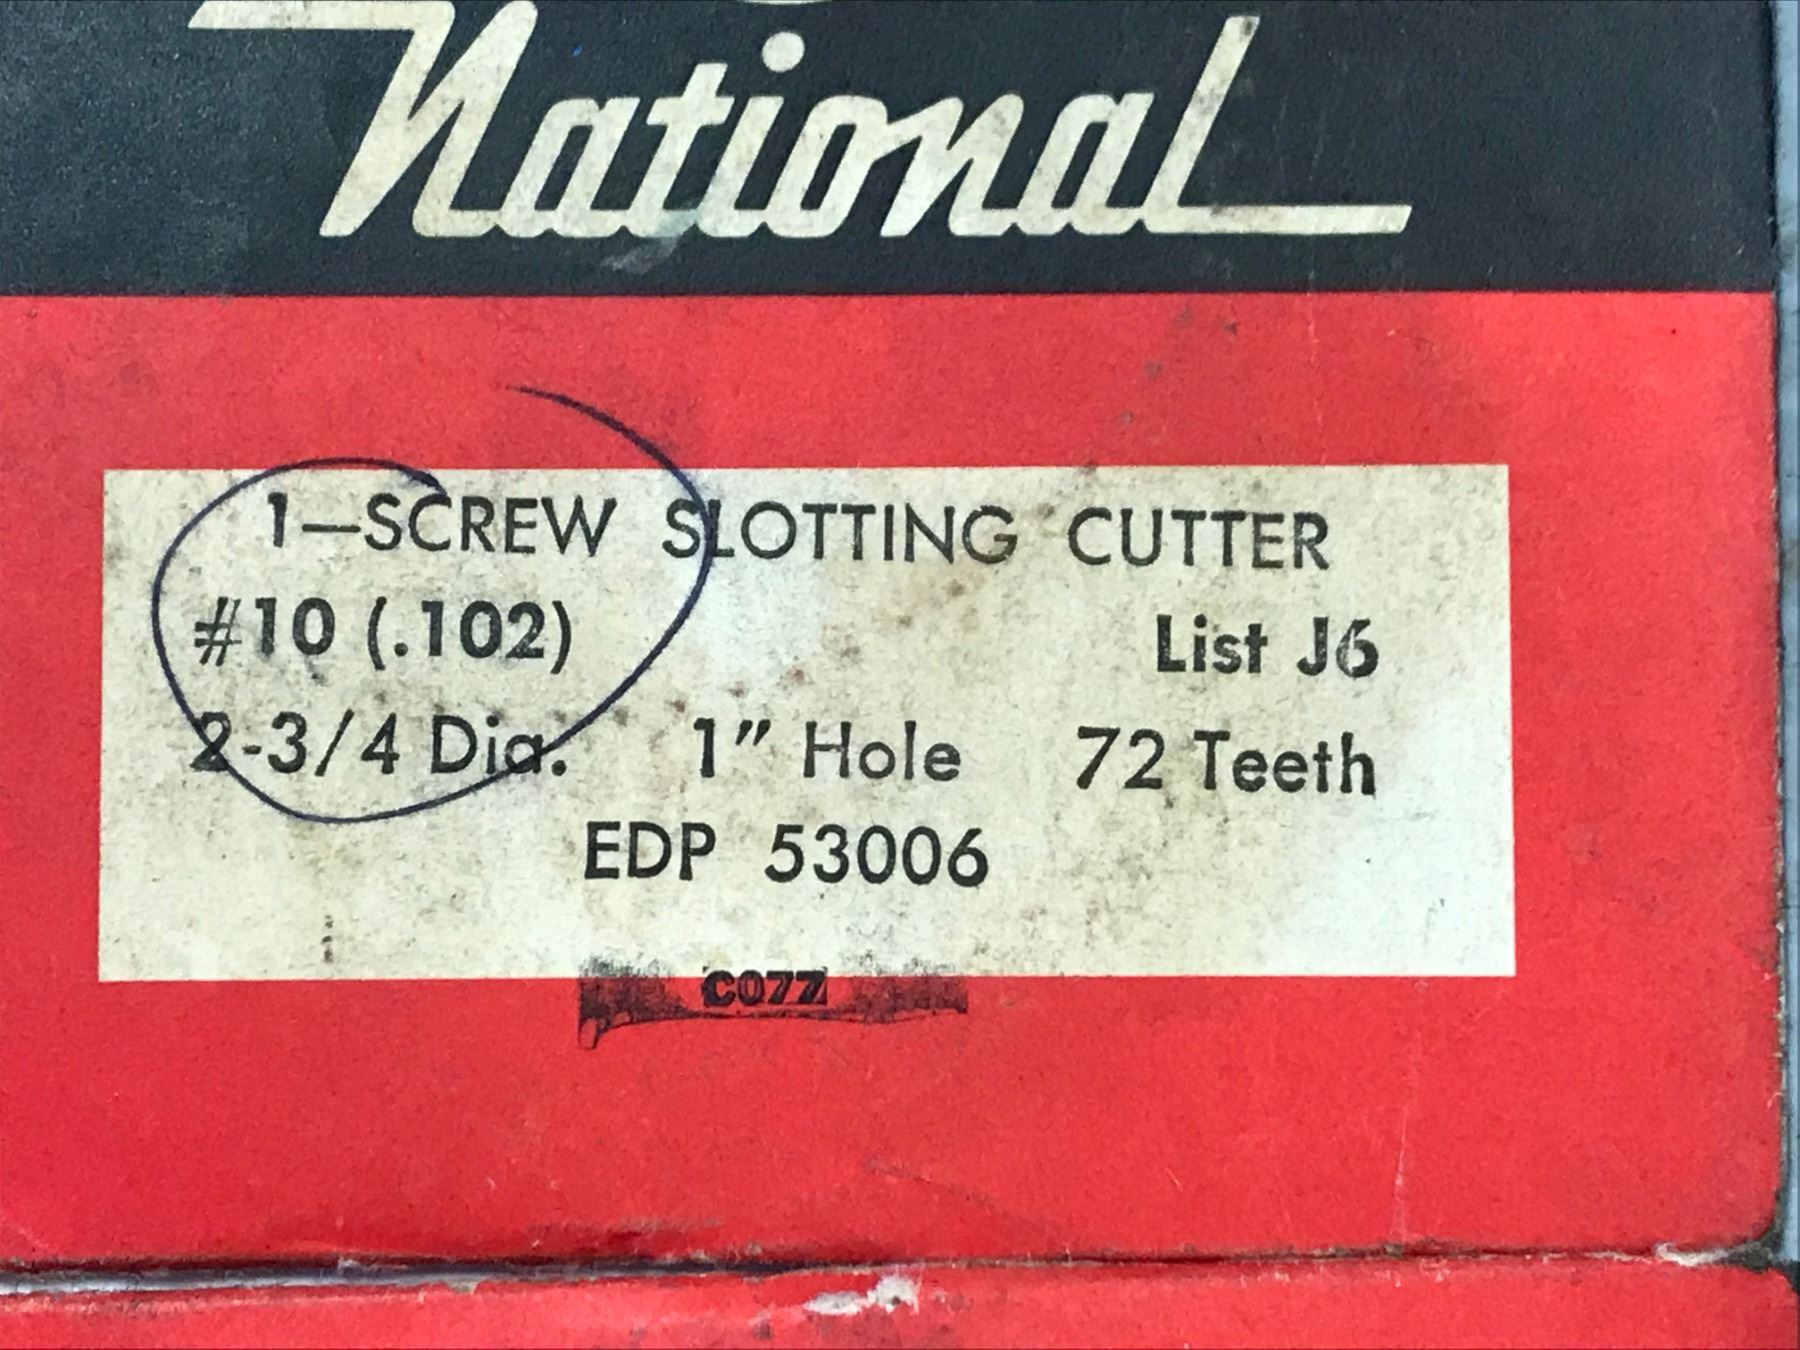 National
1—SCREW SLOTTING CUTTER
#10 (.102) List J6
2-3/4 Dia. 1" Hole 72 Teeth
EDP 53006
C077